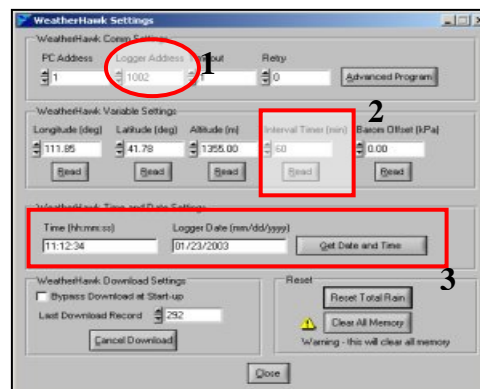 WeatherHawk Settings
WeatherHawk Comm Settings
PC Address Logger Address Retry
1 1002 1 0 Advanced Program
1
WeatherHawk Variable Settings
2
Longitude (deg) Latitude (deg) Altitude (m) Interval Timer (min) Barom Offset (kPa)
111.85 41.78 1355.00 60 0.00
Read Read Read Read Read
WeatherHawk Time and Date Settings
Time (hh:mm:ss) Logger Date (mm/dd/yyyy)
11:12:34 01/23/2003 Get Date and Time
3
WeatherHawk Download Settings
Bypass Download at Start-up
Last Download Record 292
Cancel Download
Reset
Reset Total Rain
Clear All Memory
Warning - this will clear all memory
Close